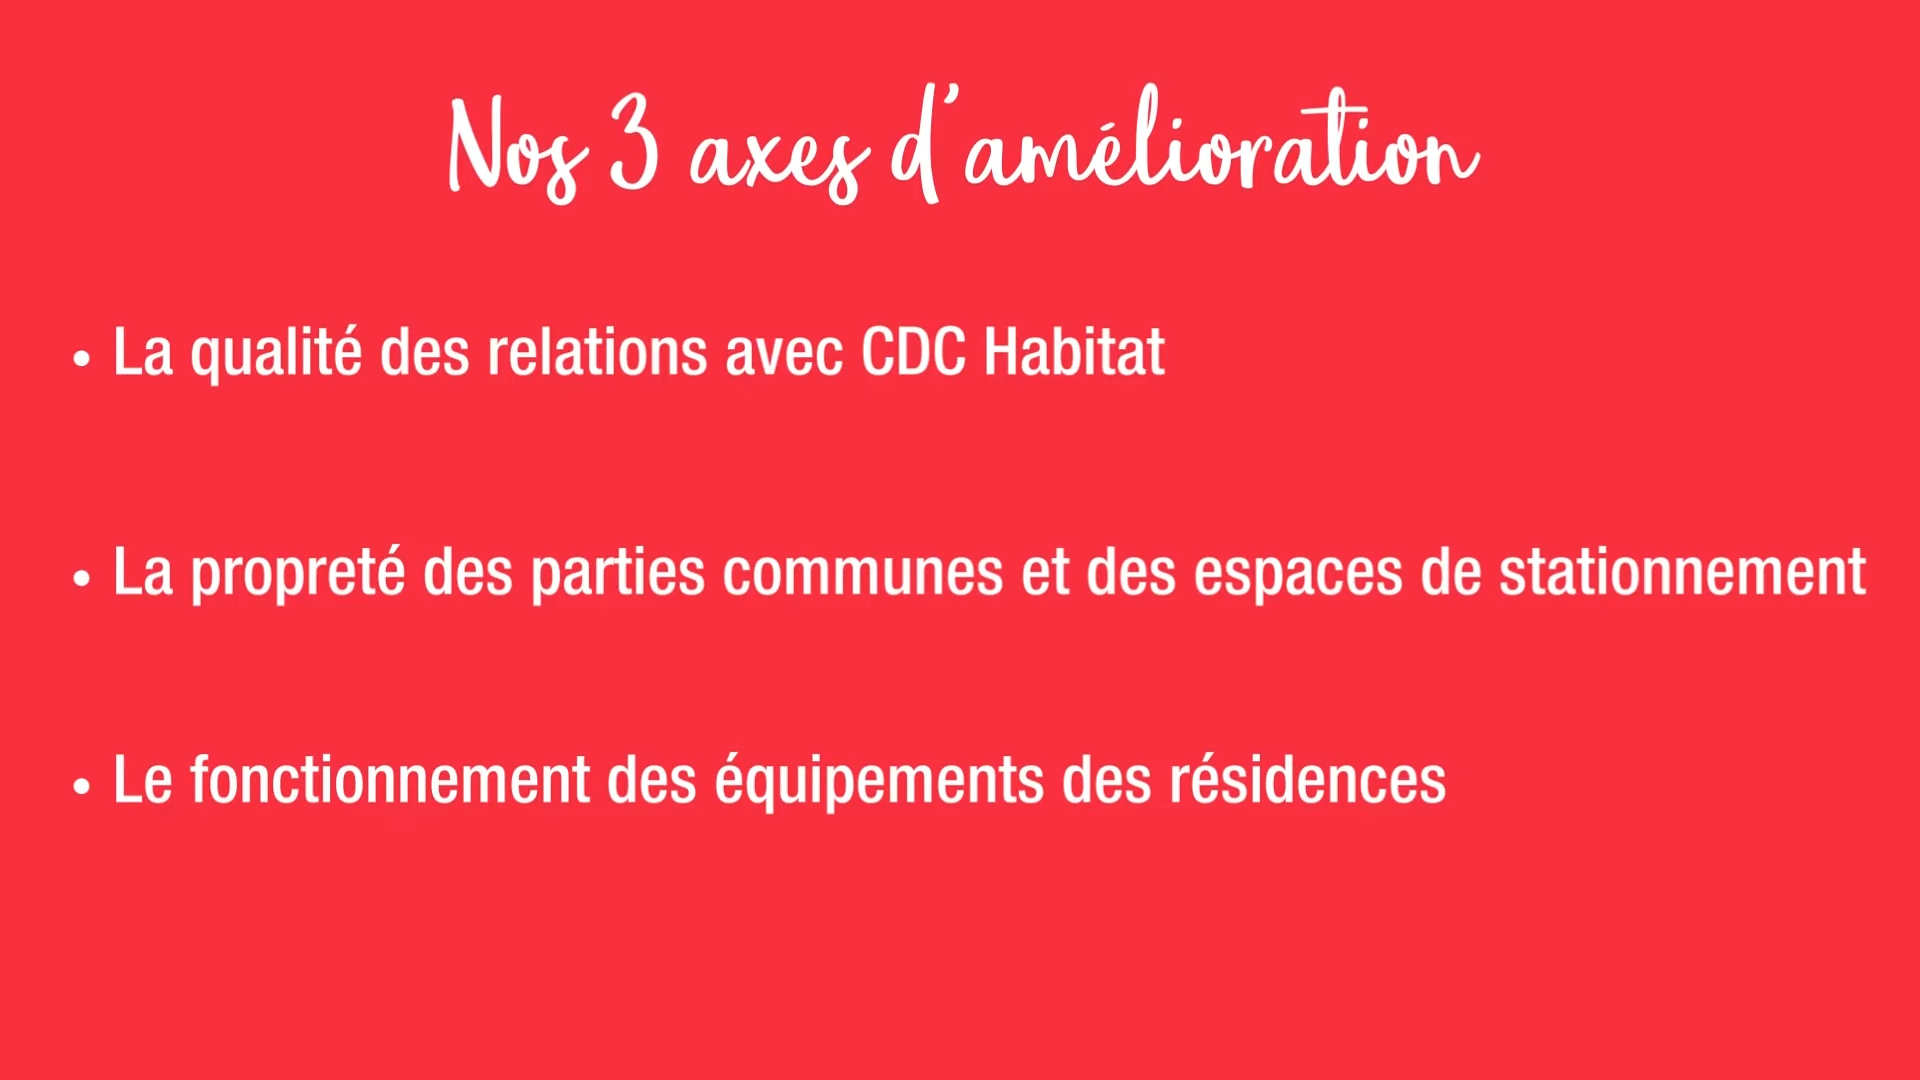 Nos 3 axes d'amélioration
• La qualité des relations avec CDC Habitat
• La propreté des parties communes et des espaces de stationnement
• Le fonctionnement des équipements des résidences